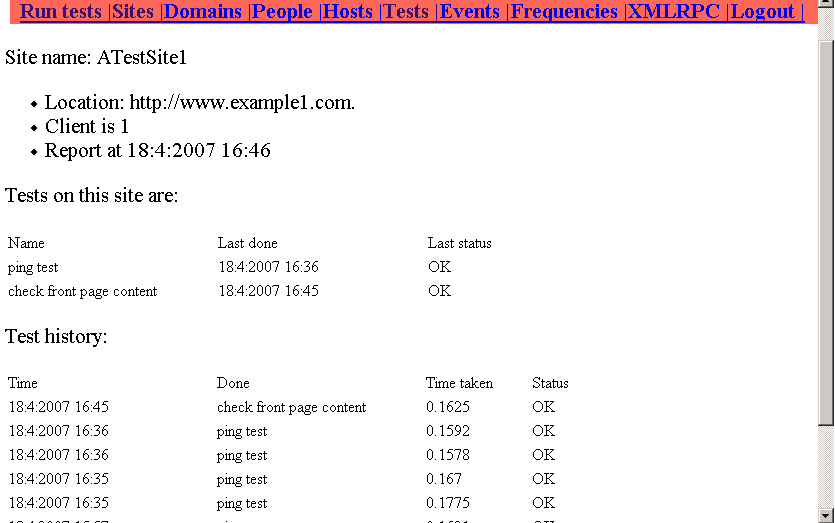 Run tests |Sites |Domains |People |Hosts |Tests |Events |Frequencies |XMLRPC |Logout |
Site name: ATestSite1
• Location: http://www.example1.com.
• Client is 1
• Report at 18:4:2007 16:46
Tests on this site are:
Name Last done Last status
ping test 18:4:2007 16:36 OK
check front page content 18:4:2007 16:45 OK
Test history:
Time Done Time taken Status
18:4:2007 16:45 check front page content 0.1625 OK
18:4:2007 16:36 ping test 0.1592 OK
18:4:2007 16:36 ping test 0.1578 OK
18:4:2007 16:35 ping test 0.167 OK
18:4:2007 16:35 ping test 0.1775 OK